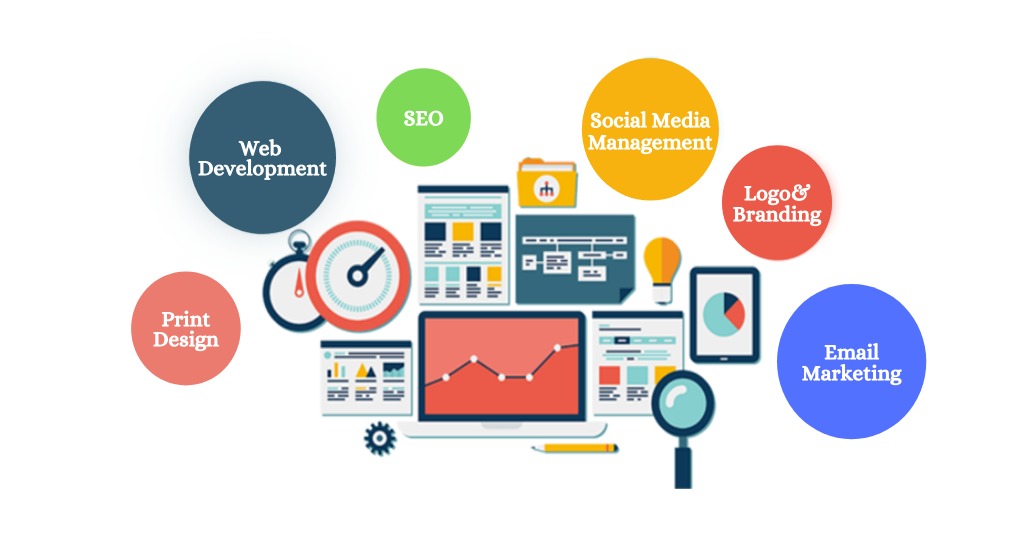 Web
Development
SEO
Social Media
Management
Logo&
Branding
Print
Design
Email
Marketing